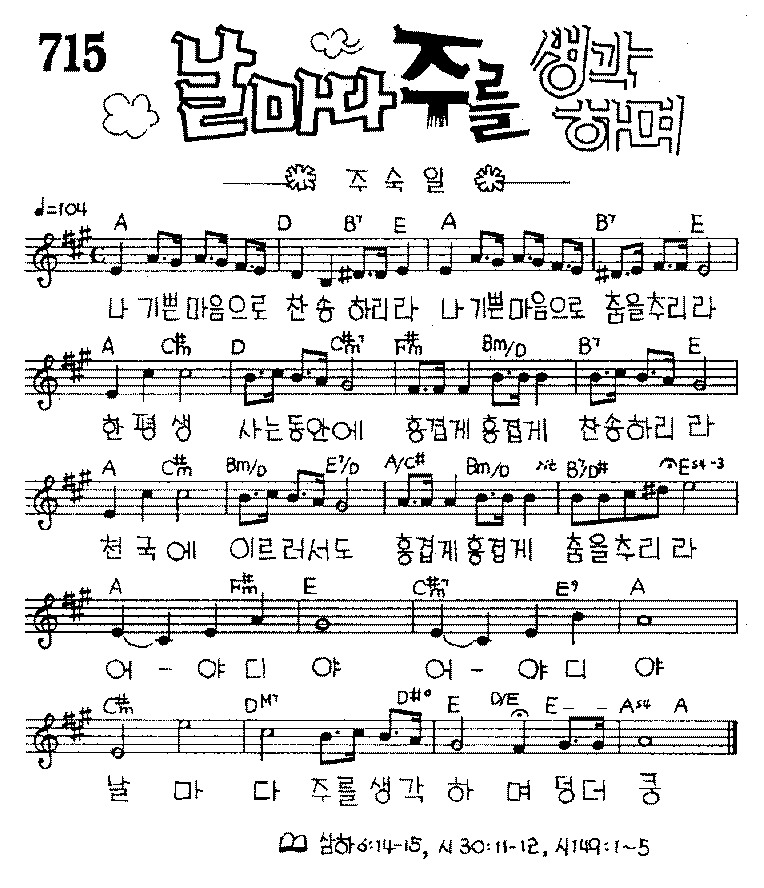 715
날마다 주를 생각
하며
주숙일
♩=104
A D B7 E A B7 E
나 기쁜마음으로 찬송 하리라 나 기쁜마음으로 춤을추리라
A C#m D C#m7 F#m Bm/D B7 E
한 평 생 사는동안에 흥겹게 흥겹게 찬송하리 라
A C#m Bm/D E7/D A/C# Bm/D rit B7/D# Es4-3
천 국에 이르러서도 흥겹게흥겹게 춤을추리 라
A F#m E C#m7 E9 A
어 - 야 디 야 어 - 야 디 야
C#m DM7 D#° E D/E E - - As4 A
날 마 다 주를생각 하 며 덩더 쿵
삼하6:14-15, 시30:11-12, 시149:1~5